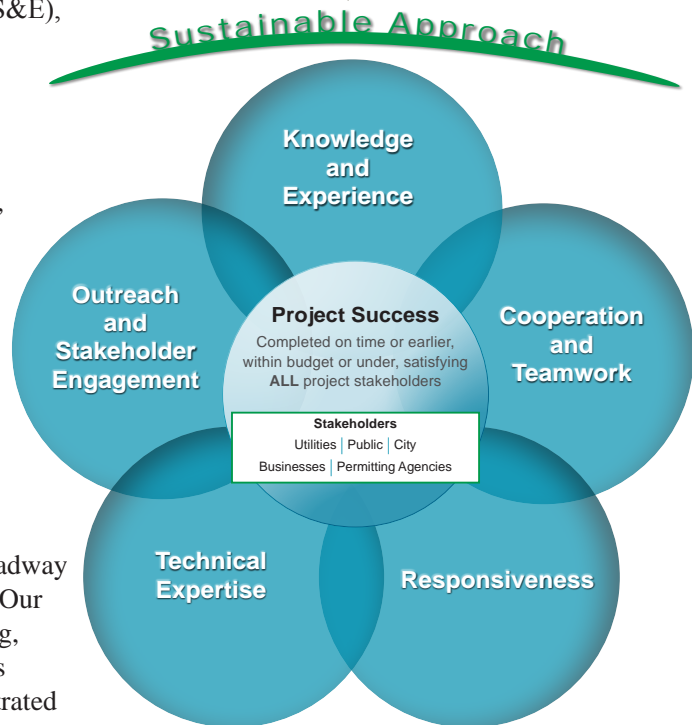 S&E),
Sustainable Approach
Knowledge
and
Experience
,
Outreach
and
Stakeholder
Engagement
Project Success
Completed on time or earlier,
within budget or under, satisfying
ALL project stakeholders
Cooperation
and
Teamwork
Stakeholders
Utilities | Public | City
Businesses | Permitting Agencies
Technical
Expertise
Responsiveness
adway
Our
g,
s
trated